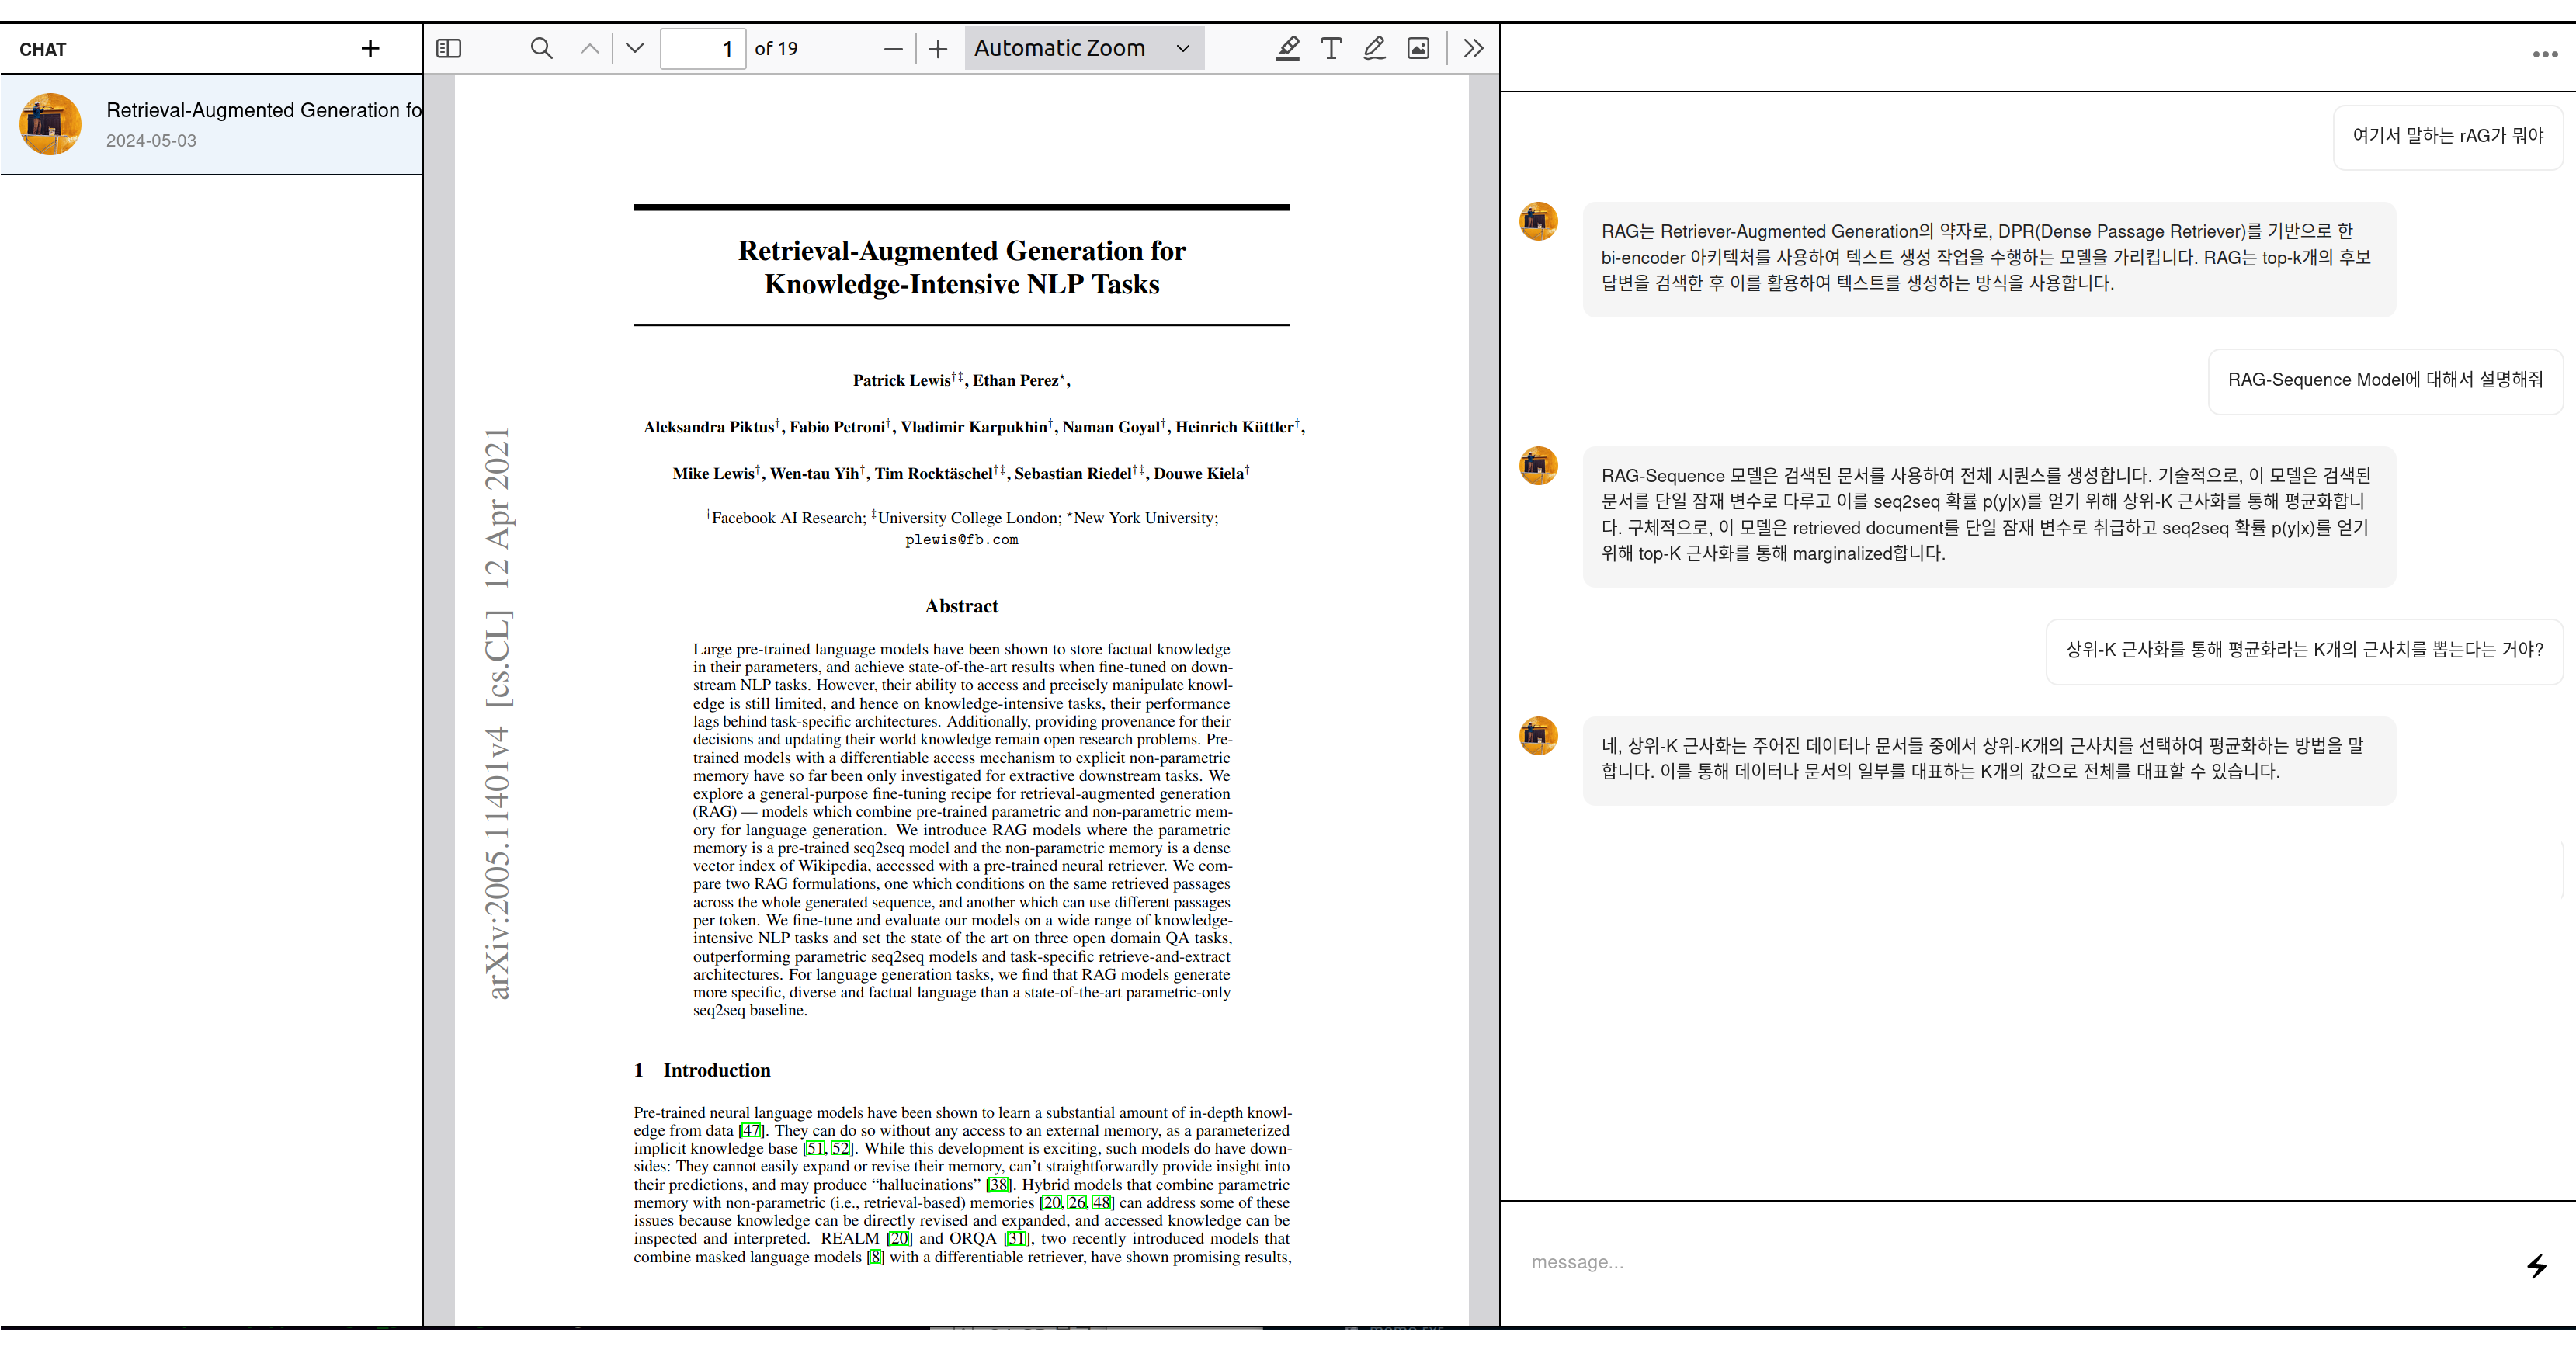 CHAT
Retrieval-Augmented Generation fo
2024-05-03
1 of 19
Automatic Zoom
arXiv:2005.11401v4 [cs.CL] 12 Apr 2021
Retrieval-Augmented Generation for
Knowledge-Intensive NLP Tasks
Patrick Lewis†‡, Ethan Perez⋆,
Aleksandra Piktus†, Fabio Petroni†, Vladimir Karpukhin†, Naman Goyal†, Heinrich Küttler†,
Mike Lewis†, Wen-tau Yih†, Tim Rocktäschel†‡, Sebastian Riedel†‡, Douwe Kiela†
†Facebook AI Research; ‡University College London; ⋆New York University;
plewis@fb.com
Abstract
Large pre-trained language models have been shown to store factual knowledge
in their parameters, and achieve state-of-the-art results when fine-tuned on down-
stream NLP tasks. However, their ability to access and precisely manipulate knowl-
edge is still limited, and hence on knowledge-intensive tasks, their performance
lags behind task-specific architectures. Additionally, providing provenance for their
decisions and updating their world knowledge remain open research problems. Pre-
trained models with a differentiable access mechanism to explicit non-parametric
memory have so far been only investigated for extractive downstream tasks. We
explore a general-purpose fine-tuning recipe for retrieval-augmented generation
(RAG) — models which combine pre-trained parametric and non-parametric mem-
ory for language generation. We introduce RAG models where the parametric
memory is a pre-trained seq2seq model and the non-parametric memory is a dense
vector index of Wikipedia, accessed with a pre-trained neural retriever. We com-
pare two RAG formulations, one which conditions on the same retrieved passages
across the whole generated sequence, and another which can use different passages
per token. We fine-tune and evaluate our models on a wide range of knowledge-
intensive NLP tasks and set the state of the art on three open domain QA tasks,
outperforming parametric seq2seq models and task-specific retrieve-and-extract
architectures. For language generation tasks, we find that RAG models generate
more specific, diverse and factual language than a state-of-the-art parametric-only
seq2seq baseline.
1 Introduction
Pre-trained neural language models have been shown to learn a substantial amount of in-depth knowl-
edge from data [47]. They can do so without any access to an external memory, as a parameterized
implicit knowledge base [51, 52]. While this development is exciting, such models do have down-
sides: They cannot easily expand or revise their memory, can't straightforwardly provide insight into
their predictions, and may produce “hallucinations” [38]. Hybrid models that combine parametric
memory with non-parametric (i.e., retrieval-based) memories [20, 26, 48] can address some of these
issues because knowledge can be directly revised and expanded, and accessed knowledge can be
inspected and interpreted. REALM [20] and ORQA [31], two recently introduced models that
combine masked language models [8] with a differentiable retriever, have shown promising results,
여기서 말하는 rAG가 뭐야
RAG는 Retriever-Augmented Generation의 약자로, DPR(Dense Passage Retriever)를 기반으로 한
bi-encoder 아키텍처를 사용하여 텍스트 생성 작업을 수행하는 모델을 가리킵니다. RAG는 top-k개의 후보
답변을 검색한 후 이를 활용하여 텍스트를 생성하는 방식을 사용합니다.
RAG-Sequence Model에 대해서 설명해줘
RAG-Sequence 모델은 검색된 문서를 사용하여 전체 시퀀스를 생성합니다. 기술적으로, 이 모델은 검색된
문서를 단일 잠재 변수로 다루고 이를 seq2seq 확률 p(y|x)를 얻기 위해 상위-K 근사화를 통해 평균화합니
다. 구체적으로, 이 모델은 retrieved document를 단일 잠재 변수로 취급하고 seq2seq 확률 p(y|x)를 얻기
위해 top-K 근사화를 통해 marginalized합니다.
상위-K 근사화를 통해 평균화라는 K개의 근사치를 뽑는다는 거야?
네, 상위-K 근사화는 주어진 데이터나 문서들 중에서 상위-K개의 근사치를 선택하여 평균화하는 방법을 말
합니다. 이를 통해 데이터나 문서의 일부를 대표하는 K개의 값으로 전체를 대표할 수 있습니다.
message...